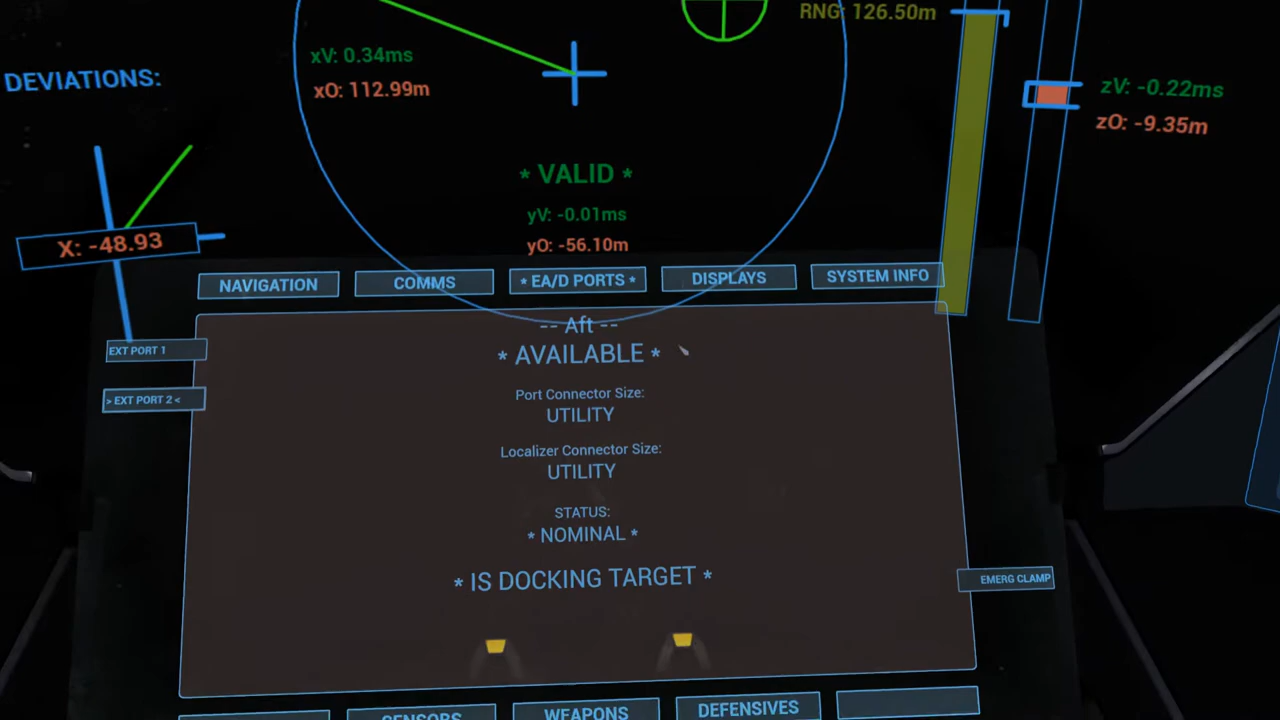 RNG: 126.50m
xV: 0.34ms
xO: 112.99m
DEVIATIONS:
zV: -0.22ms
zO: -9.35m
* VALID *
yV: -0.01ms
yO: -56.10m
X: -48.93
NAVIGATION
COMMS
* EA/D PORTS *
DISPLAYS
SYSTEM INFO
-- Aft --
* AVAILABLE *
EXT PORT 1
> EXT PORT 2 <
Port Connector Size:
UTILITY
Localizer Connector Size:
UTILITY
STATUS:
* NOMINAL *
* IS DOCKING TARGET *
EMERG CLAMP
SENSORS
WEAPONS
DEFENSIVES